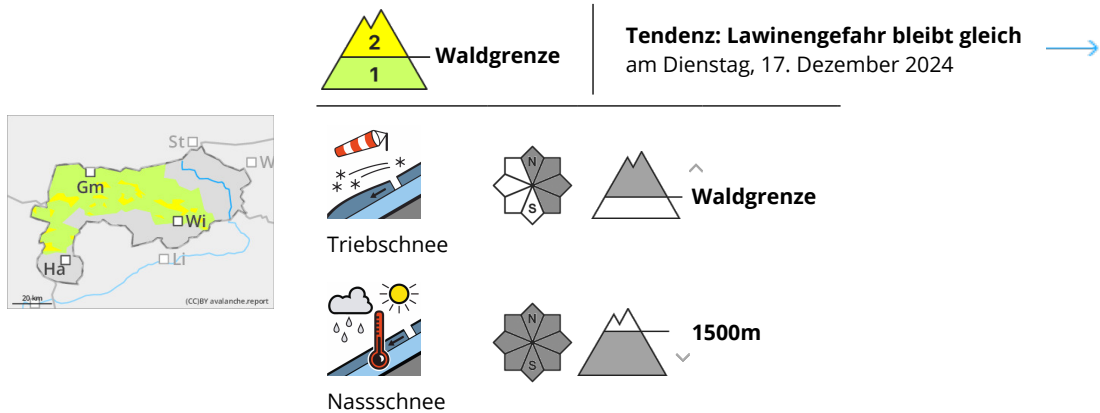 2
1
Waldgrenze
Tendenz: Lawinengefahr bleibt gleich
am Dienstag, 17. Dezember 2024
St
W
Gm
Wi
Ha
Li
20 km
(CC)BY avalanche.report
N
S
Waldgrenze
Triebschnee
N
S
1500m
Nassschnee